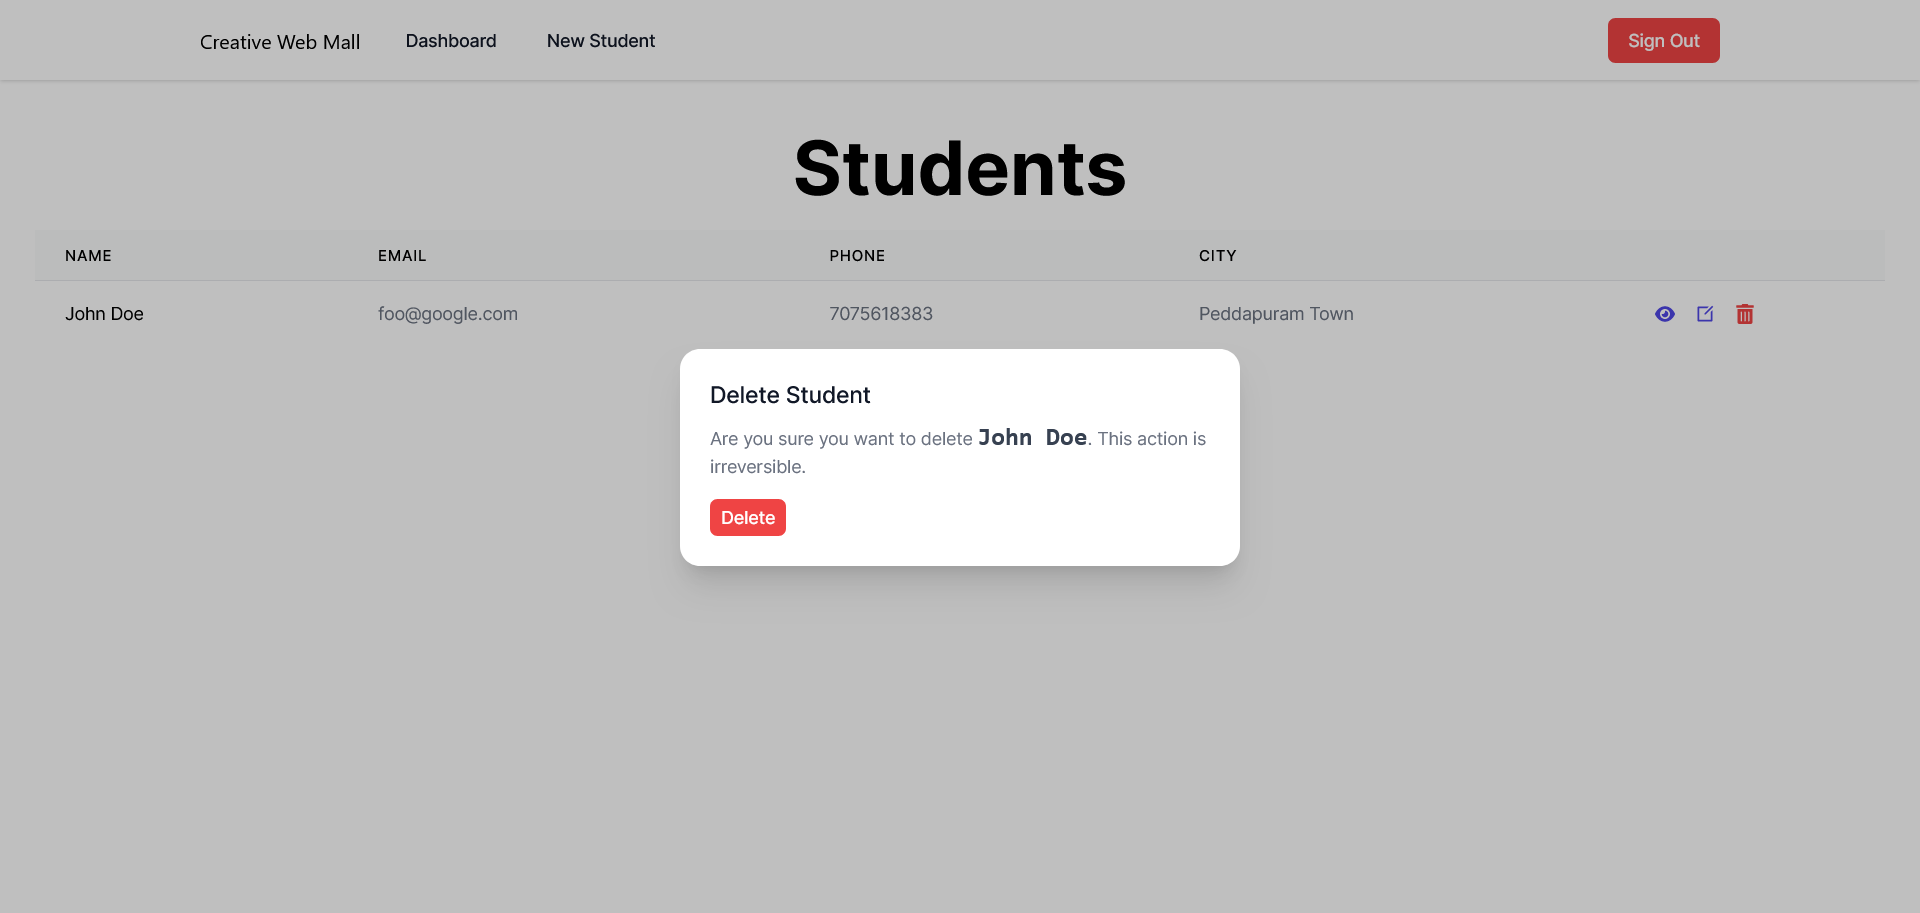 Creative Web Mall Dashboard New Student Sign Out
Students
NAME EMAIL PHONE CITY
John Doe foo@google.com 7075618383 Peddapuram Town
Delete Student
Are you sure you want to delete John Doe. This action is
irreversible.
Delete